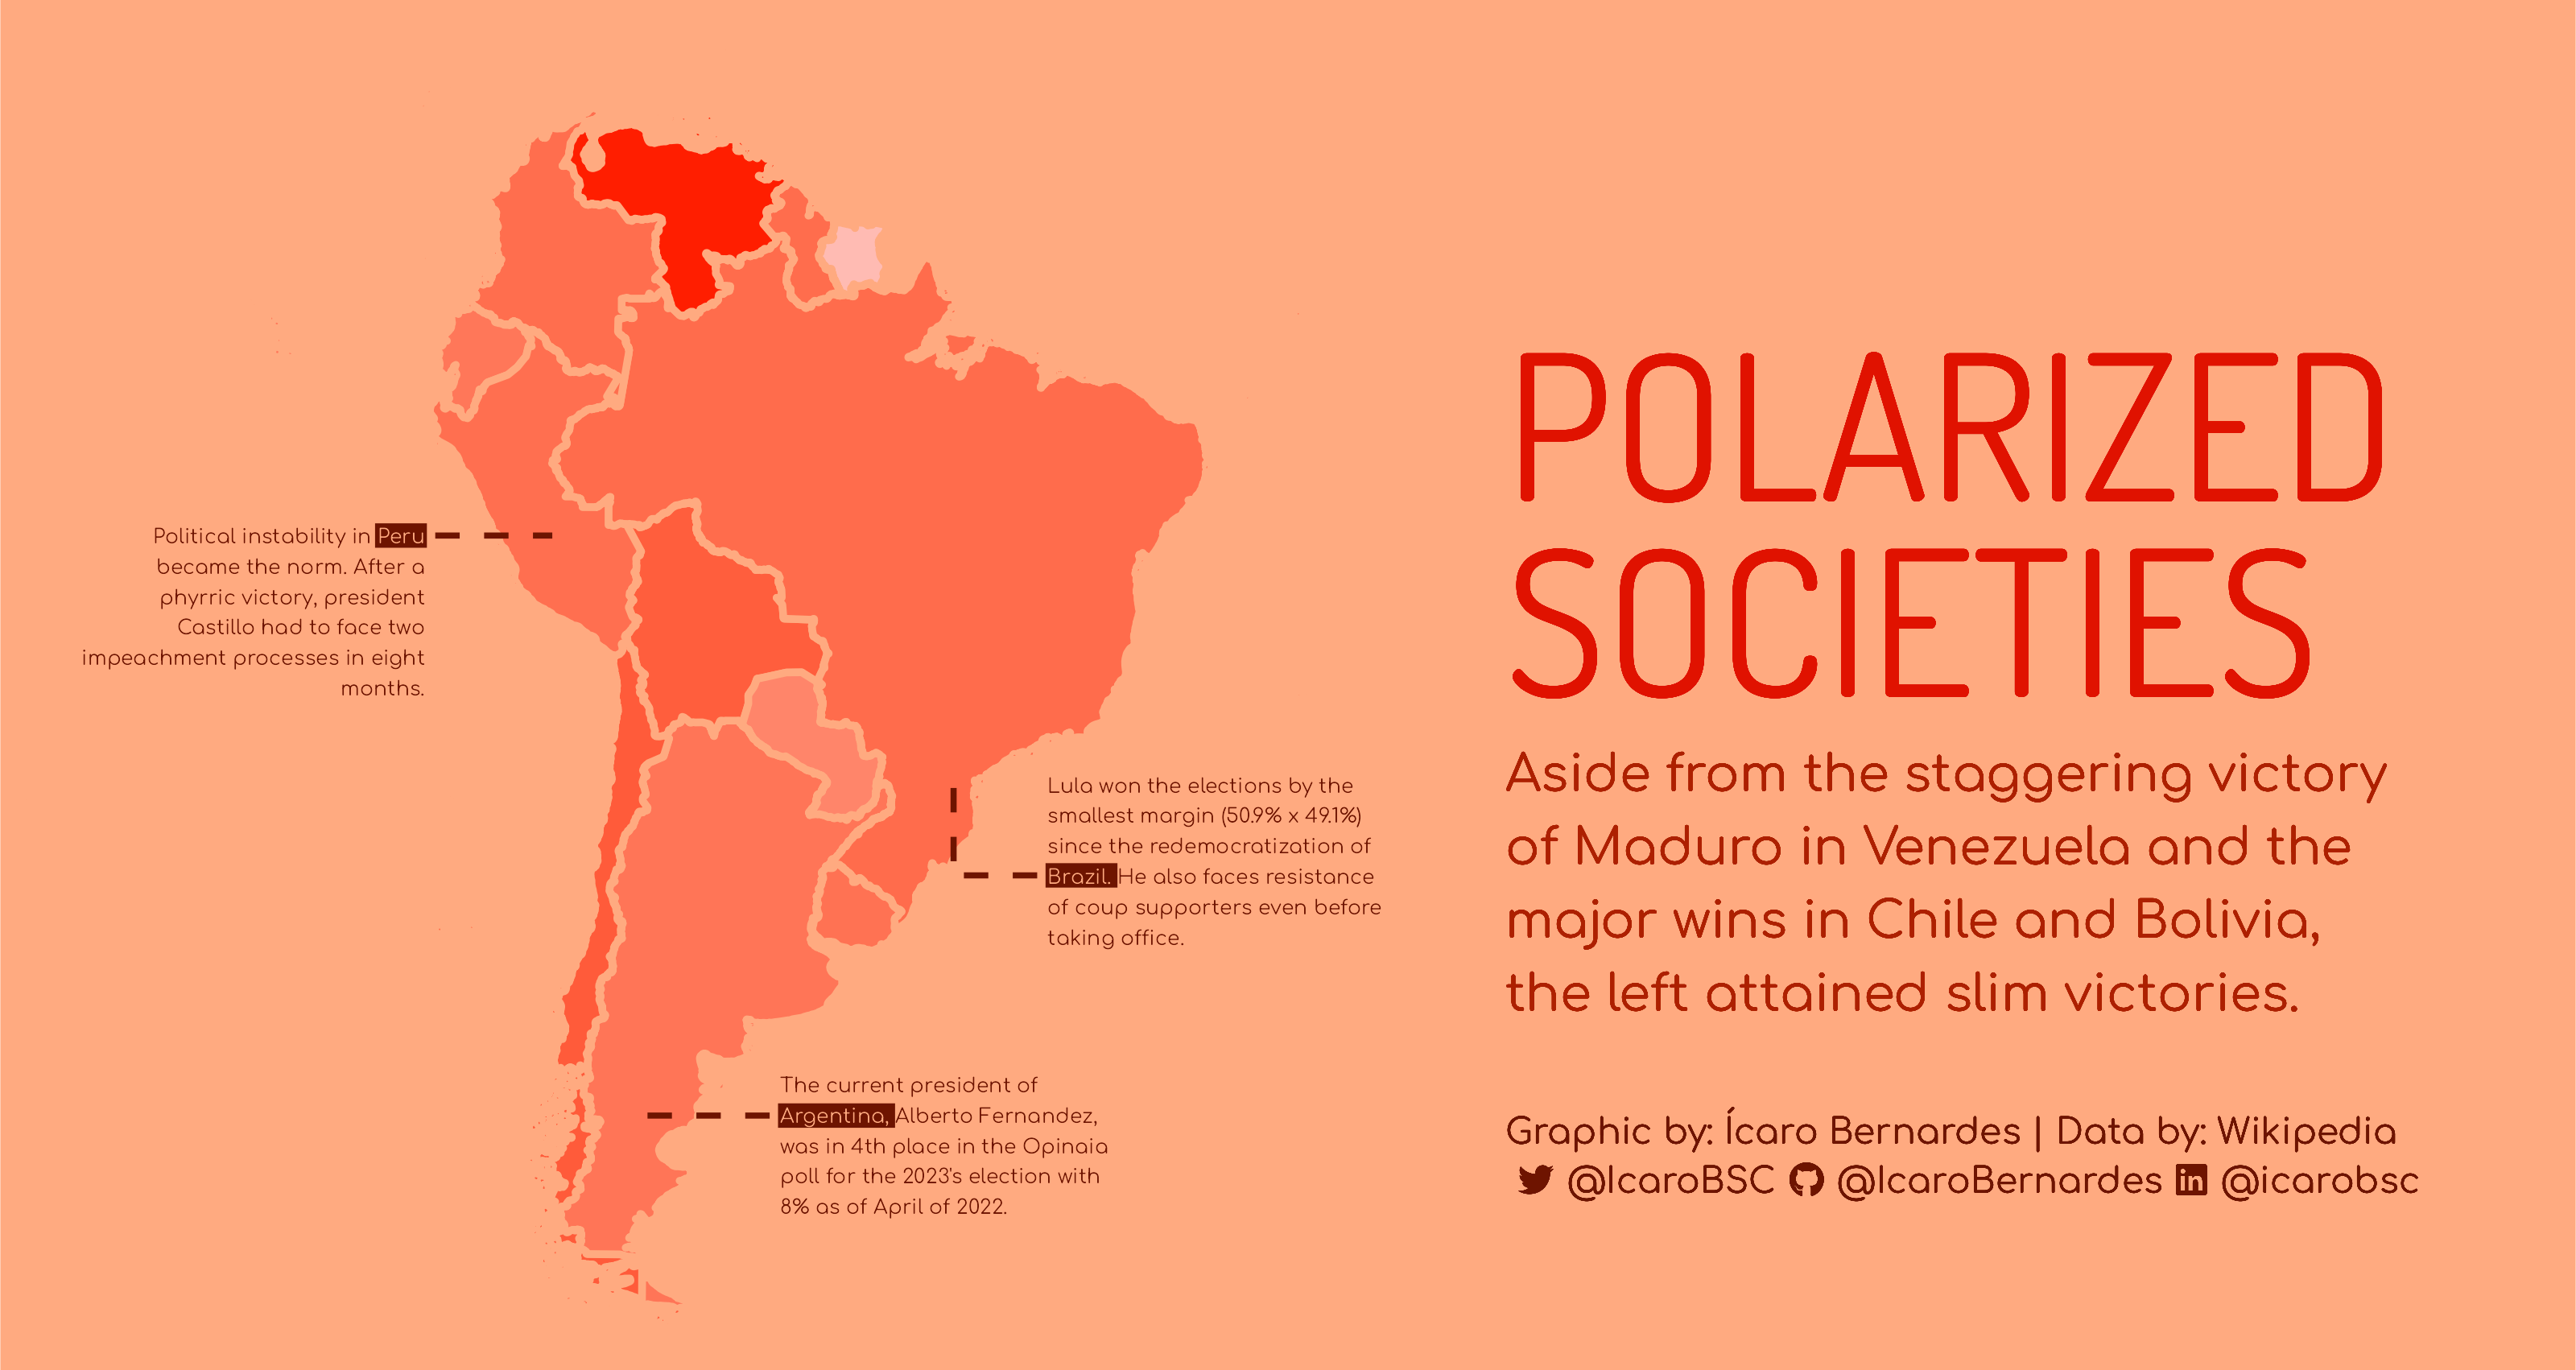 POLARIZED
SOCIETIES
Aside from the staggering victory
of Maduro in Venezuela and the
major wins in Chile and Bolivia,
the left attained slim victories.
Graphic by: Ícaro Bernardes | Data by: Wikipedia
@IcaroBSC @IcaroBernardes @icarobsc
Political instability in Peru
became the norm. After a
phyrric victory, president
Castillo had to face two
impeachment processes in eight
months.
Lula won the elections by the
smallest margin (50.9% x 49.1%)
since the redemocratization of
Brazil. He also faces resistance
of coup supporters even before
taking office.
The current president of
Argentina, Alberto Fernandez,
was in 4th place in the Opinaia
poll for the 2023's election with
8% as of April of 2022.